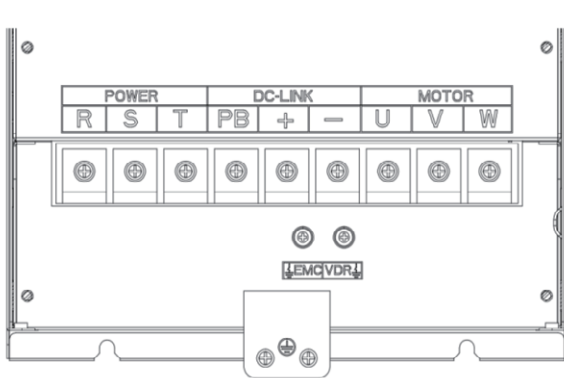 POWER DC-LINK MOTOR
R S T PB + - U V W
EMC VDR